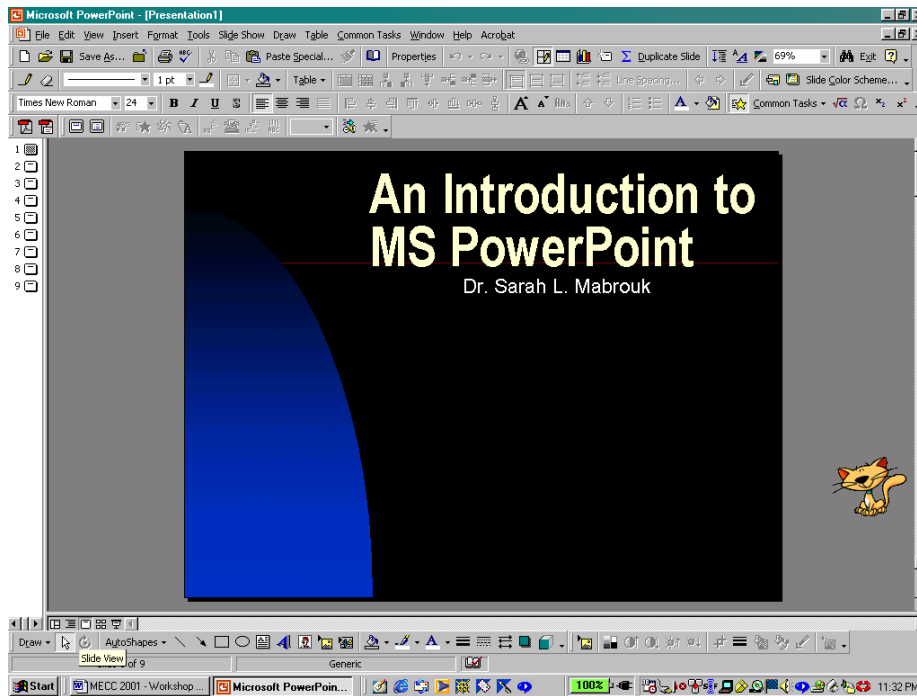 Microsoft PowerPoint - [Presentation1]
File Edit View Insert Format Tools Slide Show Draw Table Common Tasks Window Help Acrobat
Save As... Paste Special... Properties Duplicate Slide 69% Exit
1 pt Table Line Spacing... Slide Color Scheme...
Times New Roman 24 B I U S A A Common Tasks
1
2
3
4
5
6
7
8
9
An Introduction to
MS PowerPoint
Dr. Sarah L. Mabrouk
Draw AutoShapes
Slide View
of 9 Generic
Start MECC 2001 - Workshop ... Microsoft PowerPoin... 100% 11:32 PM